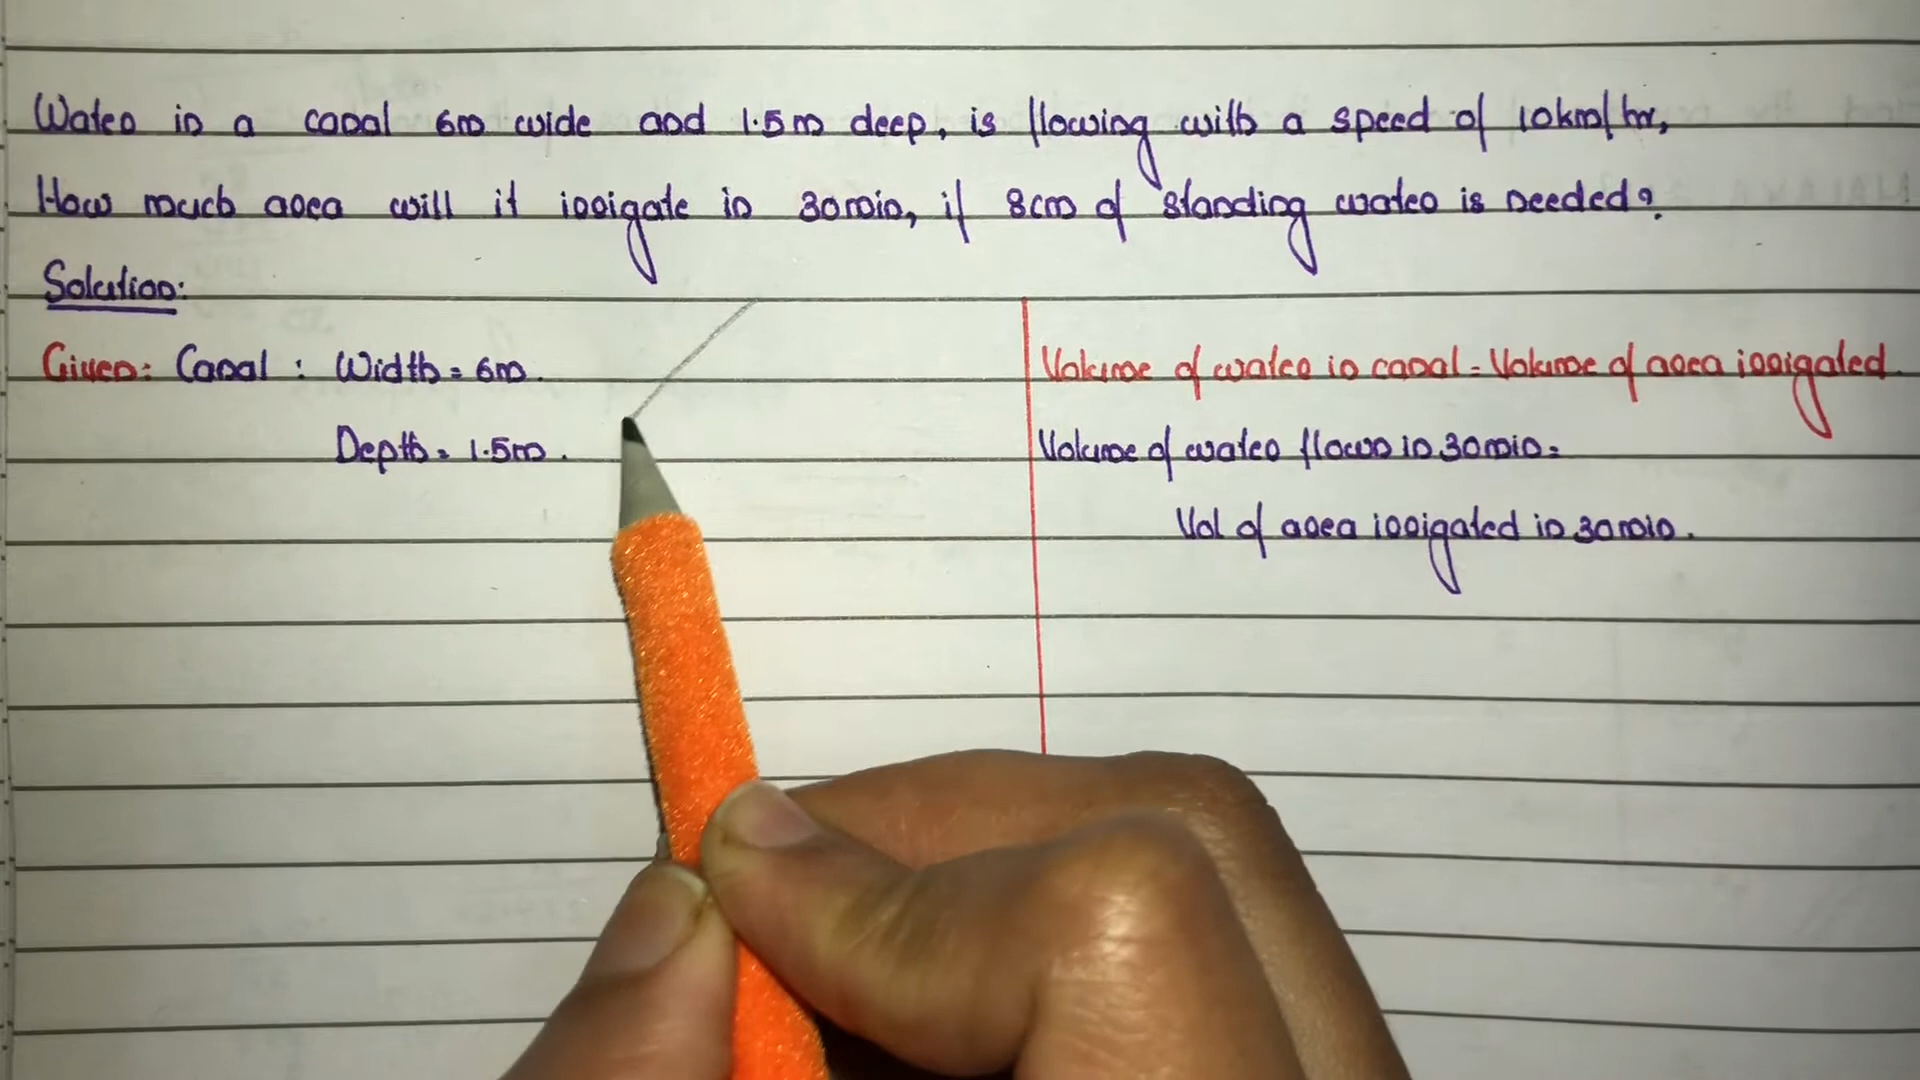 Water in a canal 6m wide and 1.5m deep, is flowing with a speed of 10km/hr,
How much area will it irrigate in 30min, if 8cm of standing water is needed?
Solution:
Given: Canal : Width = 6m.
Depth = 1.5m.
Volume of water in canal = Volume of area irrigated.
Volume of water flows in 30min =
Vol of area irrigated in 30min.